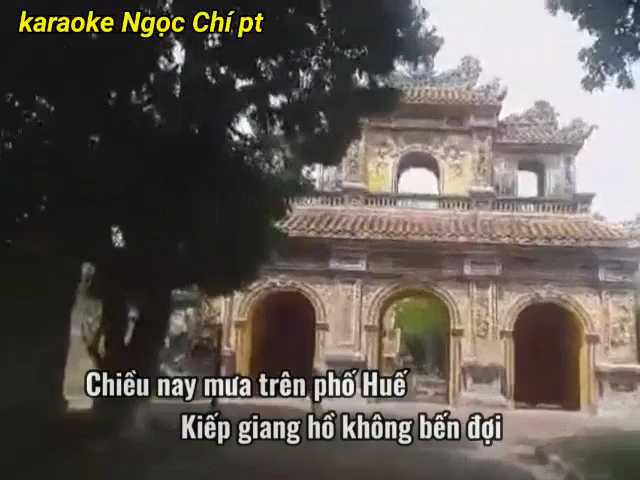 karaoke Ngọc Chí pt
Chiều nay mưa trên phố Huế
Kiếp giang hồ không bến đợi